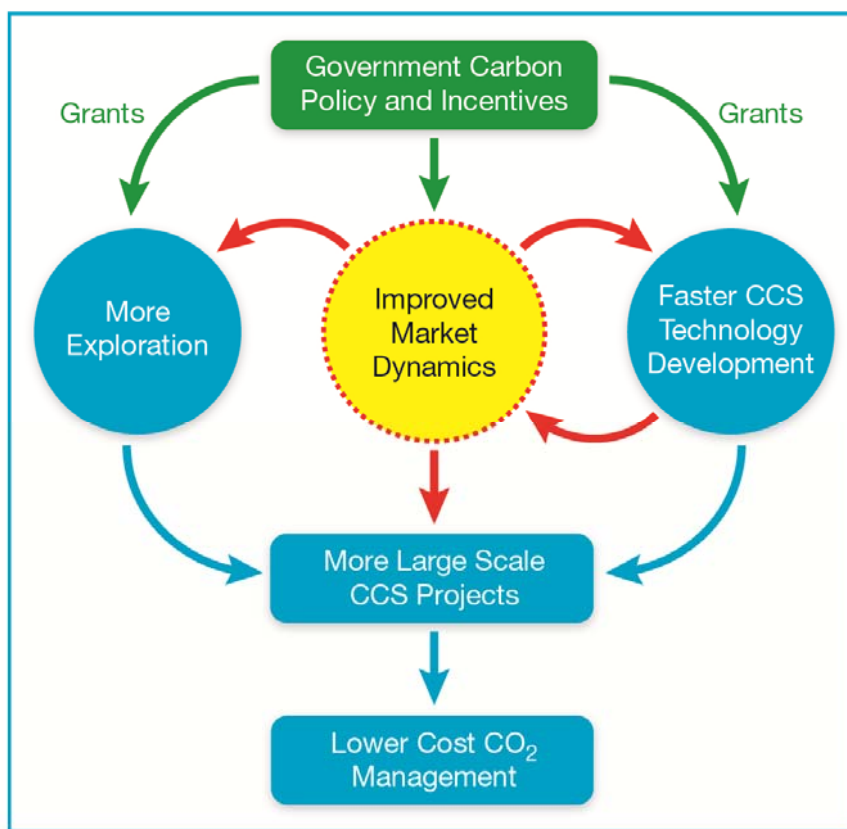 Government Carbon
Policy and Incentives
Grants
Grants
More
Exploration
Improved
Market
Dynamics
Faster CCS
Technology
Development
More Large Scale
CCS Projects
Lower Cost CO₂
Management